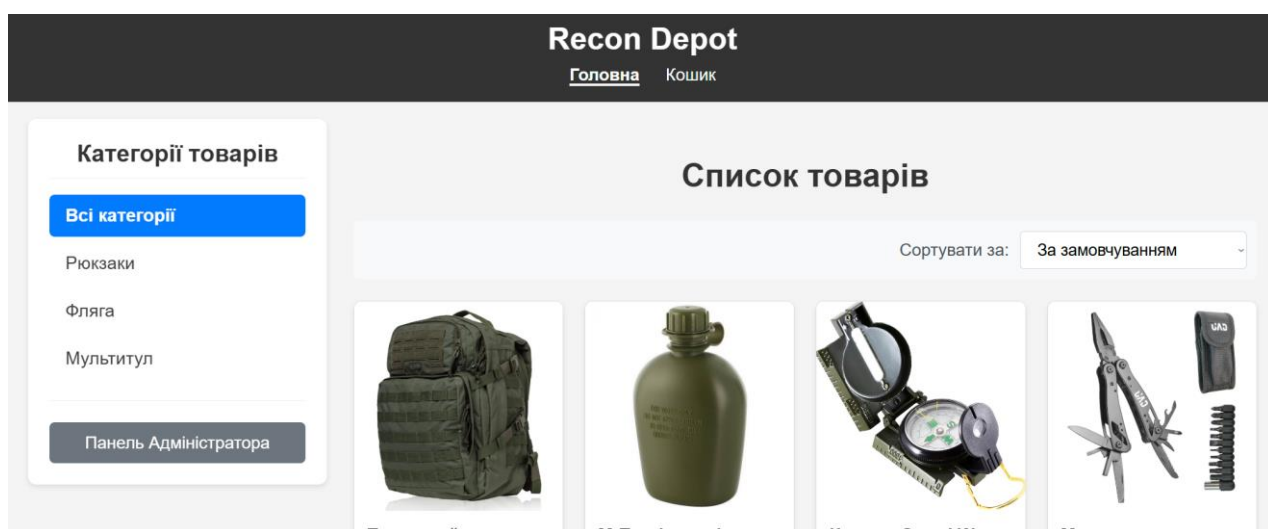 Recon Depot
Головна Кошик
Категорії товарів
Всі категорії
Рюкзаки
Фляга
Мультитул
Панель Адміністратора
Список товарів
Сортувати за: За замовчуванням